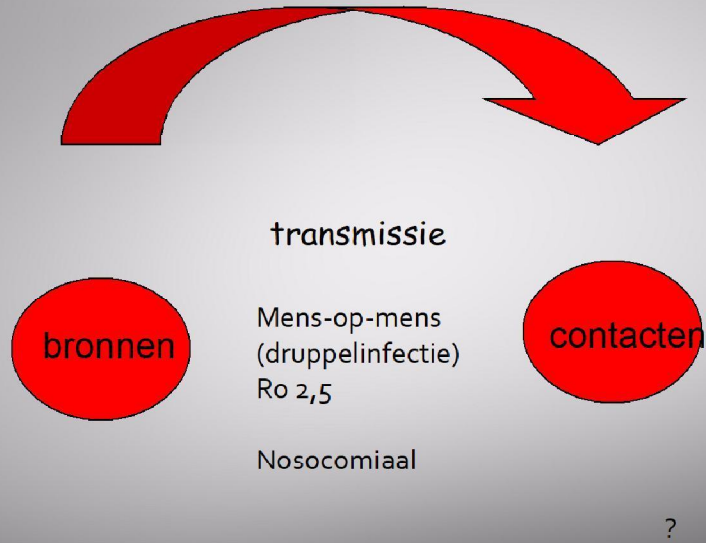 transmissie
bronnen
Mens-op-mens
(druppelinfectie)
Ro 2,5
Nosocomiaal
contacten
?